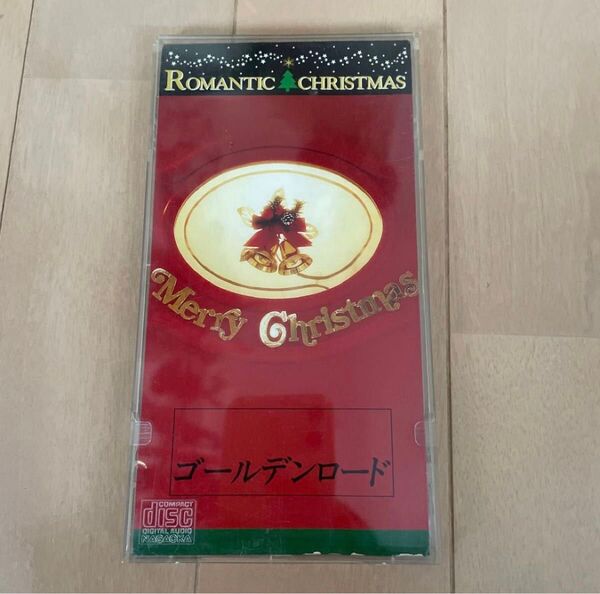 ROMANTIC CHRISTMAS
Merry Christmas
ゴールデンロード
COMPACT
disc
DIGITAL AUDIO
NAGAOKA